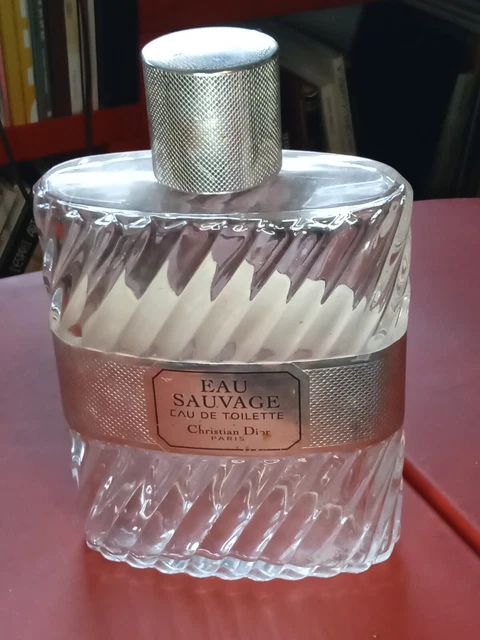 EAU
SAUVAGE
EAU DE TOILETTE
Christian Dior
PARIS